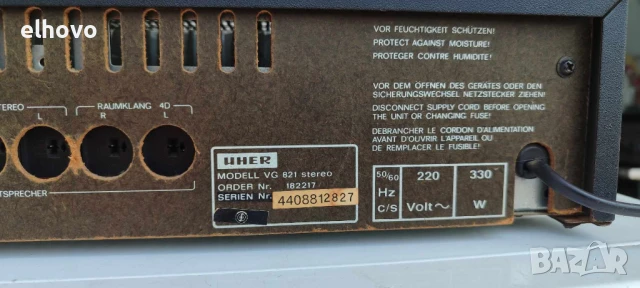 elhovo
VOR FEUCHTIGKEIT SCHÜTZEN!
PROTECT AGAINST MOISTURE!
PROTEGER CONTRE HUMIDITE!
VOR DEM ÖFFNEN DES GERÄTES ODER DEN
SICHERUNGSWECHSEL NETZSTECKER ZIEHEN!
DISCONNECT SUPPLY CORD BEFORE OPENING
THE UNIT OR CHANGING FUSE!
DEBRANCHER LE CORDON D'ALIMENTATION
AVANT D'OUVRIR L'APPAREIL OU
DE REMPLACER LE FUSIBLE!
STEREO
L
RAUMKLANG 4D
R L
TSPRECHER
UHER
MODELL VG 821 stereo
ORDER Nr. 182217
SERIEN Nr. 4408812827
50/60
Hz
C/S
220
Volt~
330
W
BAZAR
bg